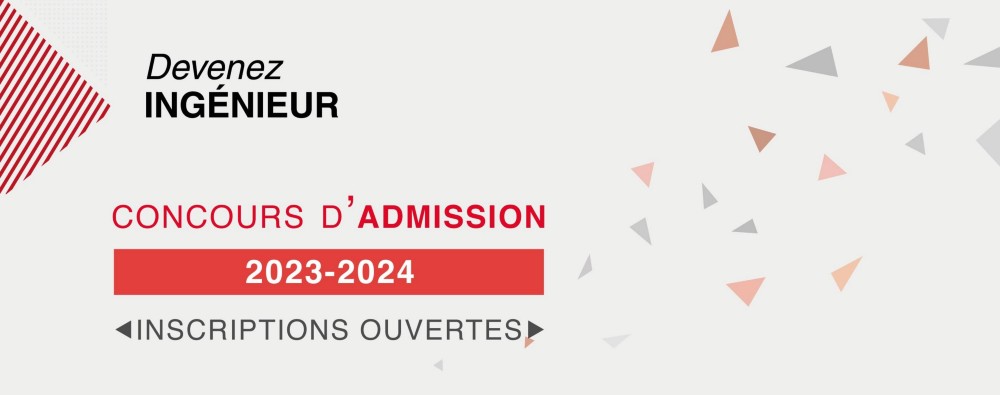 Devenez
INGÉNIEUR
CONCOURS D'ADMISSION
2023-2024
INSCRIPTIONS OUVERTES